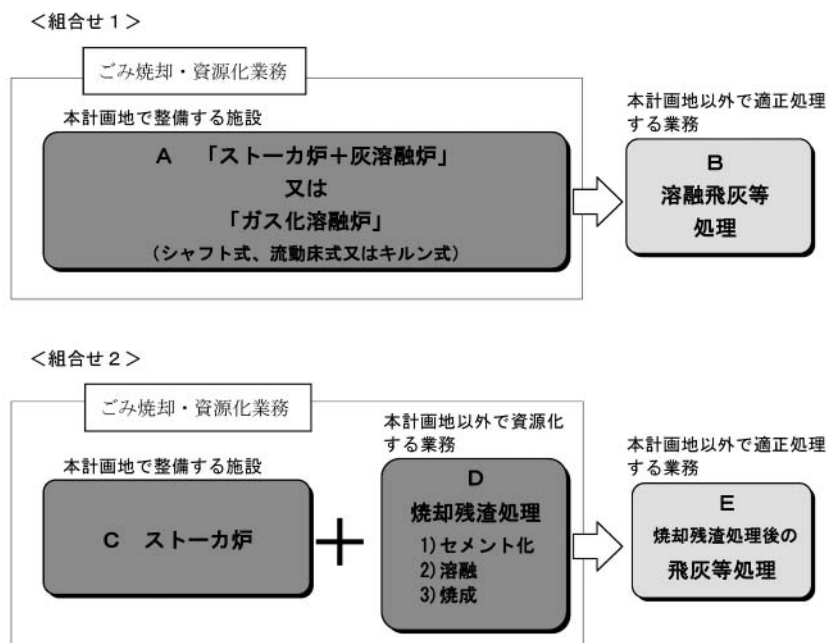 ＜組合せ１＞
ごみ焼却・資源化業務
本計画地で整備する施設
Ａ　「ストーカ炉＋灰溶融炉」
又は
「ガス化溶融炉」
（シャフト式、流動床式又はキルン式）
本計画地以外で適正処理
する業務
Ｂ
溶融飛灰等
処理
＜組合せ２＞
ごみ焼却・資源化業務
本計画地で整備する施設
Ｃ　ストーカ炉
＋
本計画地以外で資源化
する業務
Ｄ
焼却残渣処理
1)セメント化
2)溶融
3)焼成
本計画地以外で適正処理
する業務
Ｅ
焼却残渣処理後の
飛灰等処理